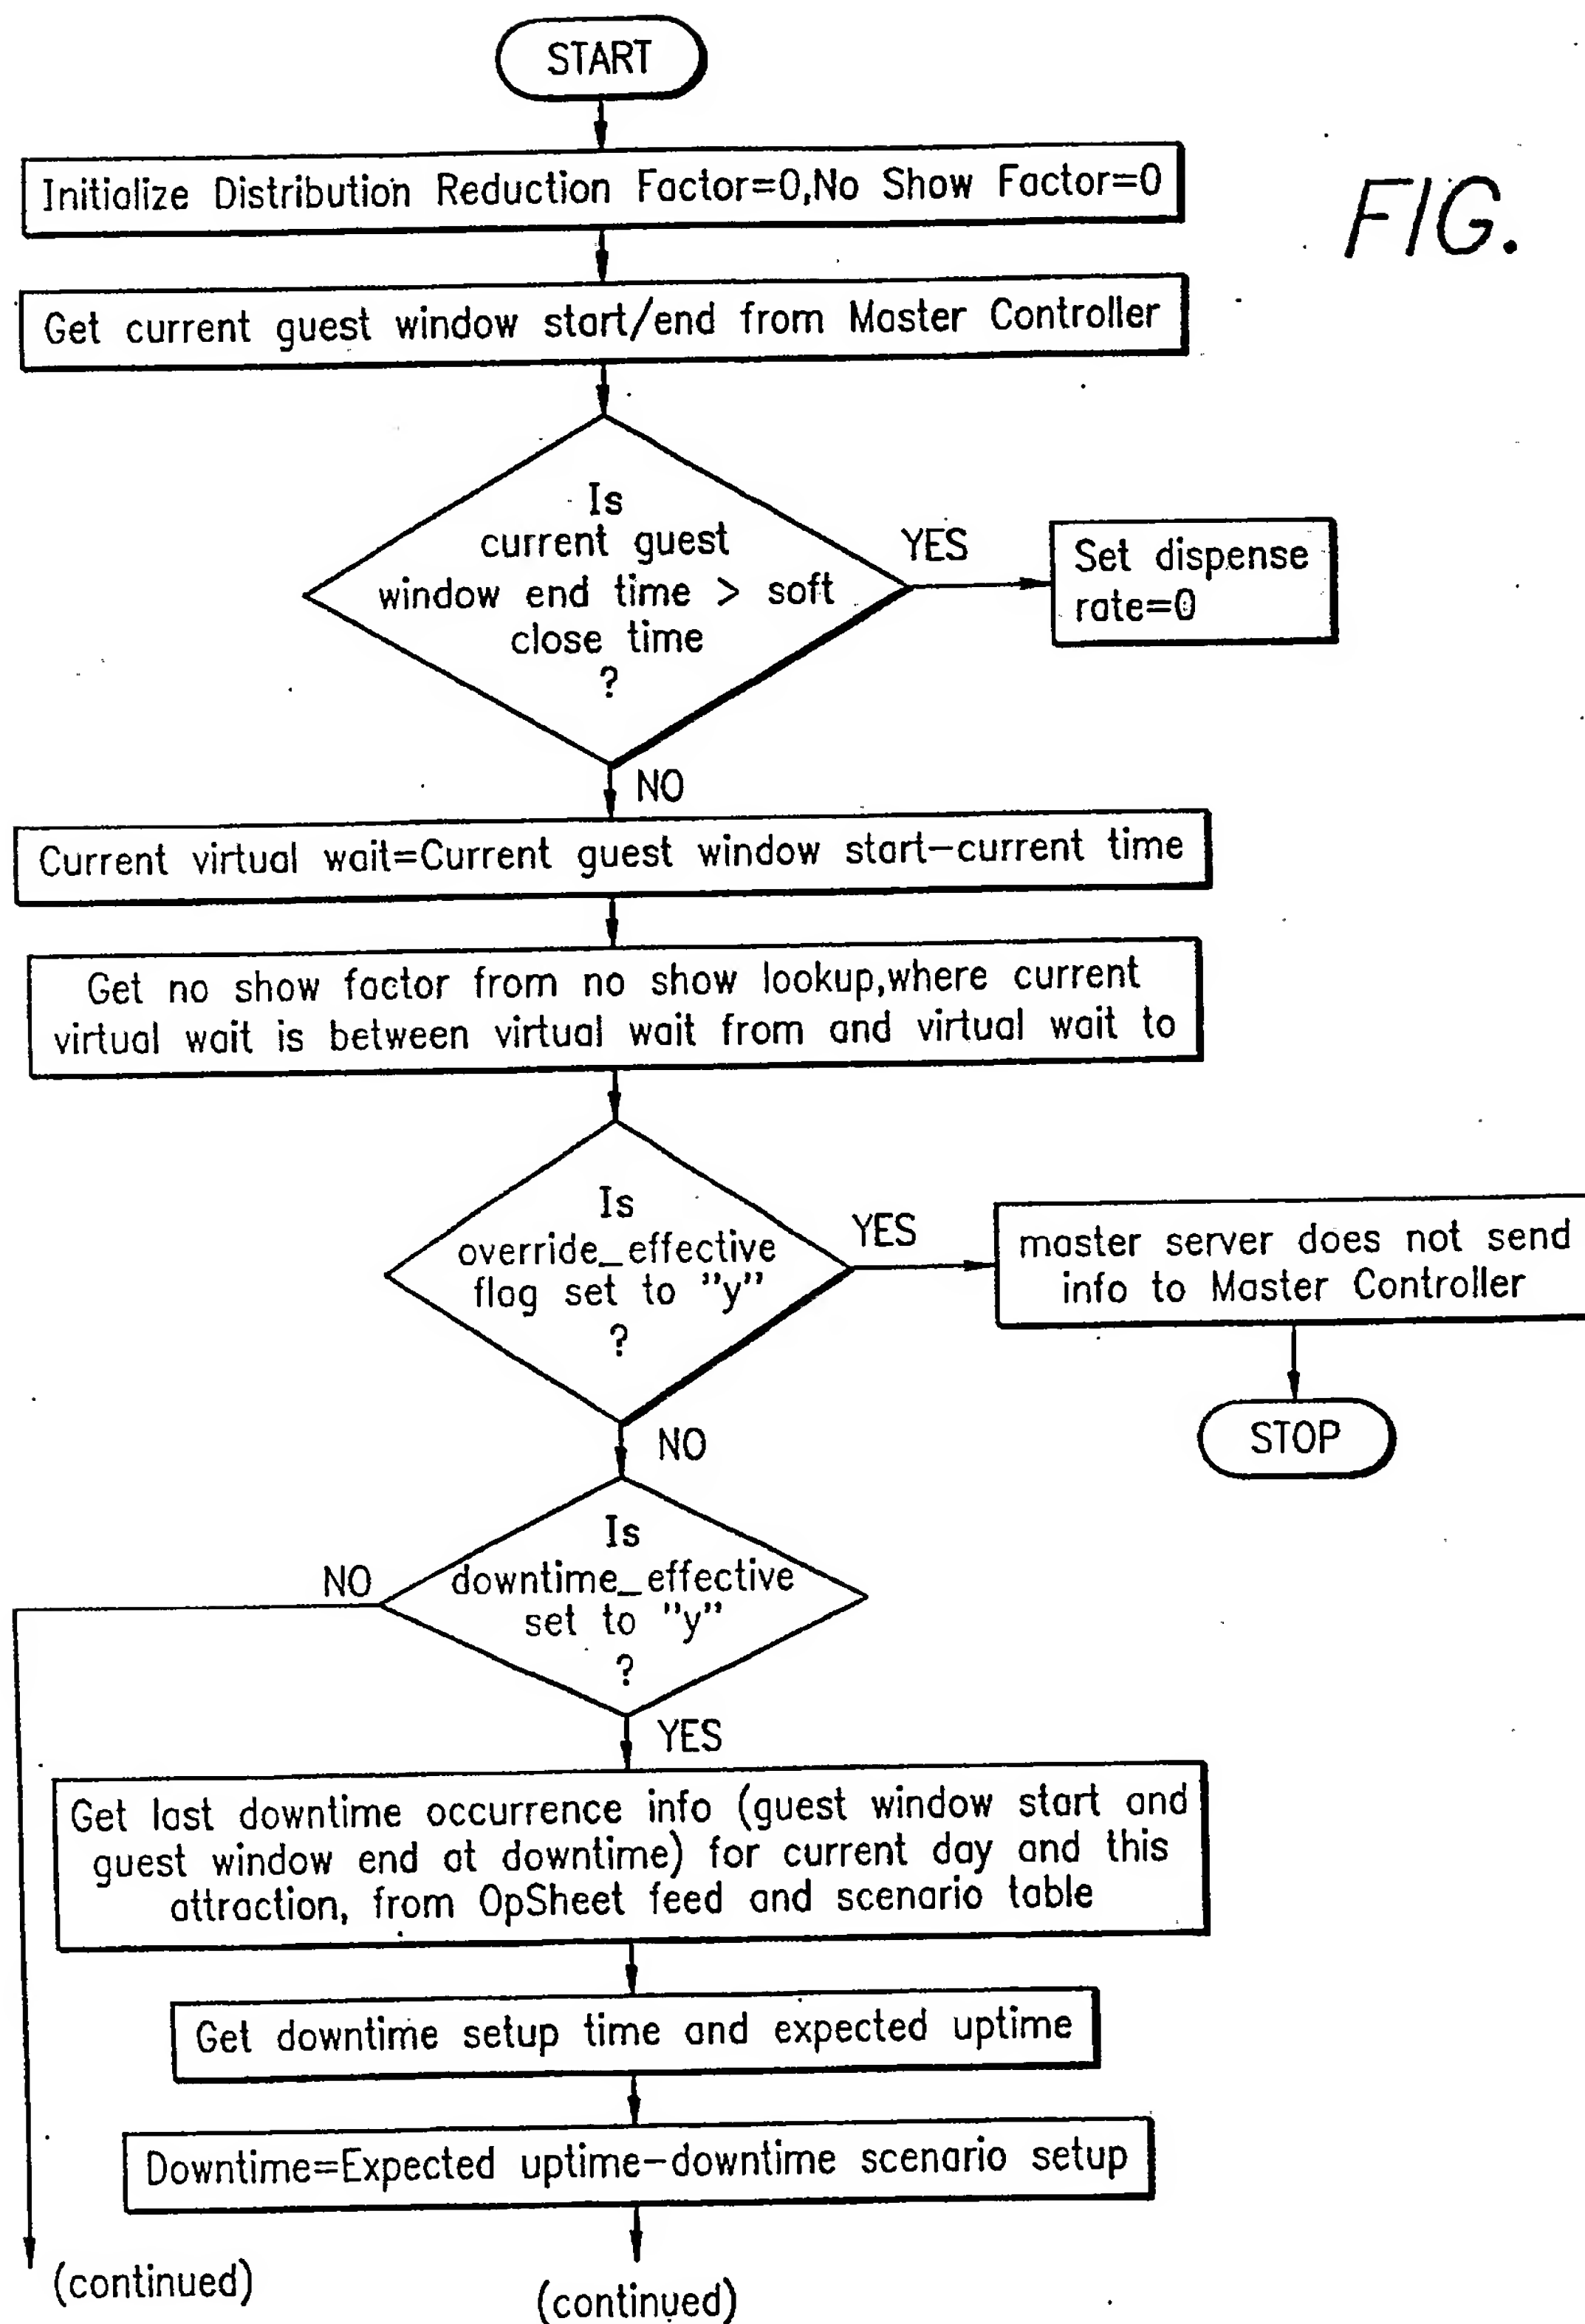 START
Initialize Distribution Reduction Factor=0,No Show Factor=0
FIG.
Get current guest window start/end from Master Controller
Is
current guest
window end time > soft
close time
?
YES
Set dispense
rate=0
NO
Current virtual wait=Current guest window start-current time
Get no show factor from no show lookup,where current
virtual wait is between virtual wait from and virtual wait to
Is
override_effective
flag set to "y"
?
YES
master server does not send
info to Master Controller
STOP
NO
Is
downtime_effective
set to "y"
?
NO
YES
Get last downtime occurrence info (guest window start and
guest window end at downtime) for current day and this
attraction, from OpSheet feed and scenario table
Get downtime setup time and expected uptime
Downtime=Expected uptime-downtime scenario setup
(continued)
(continued)